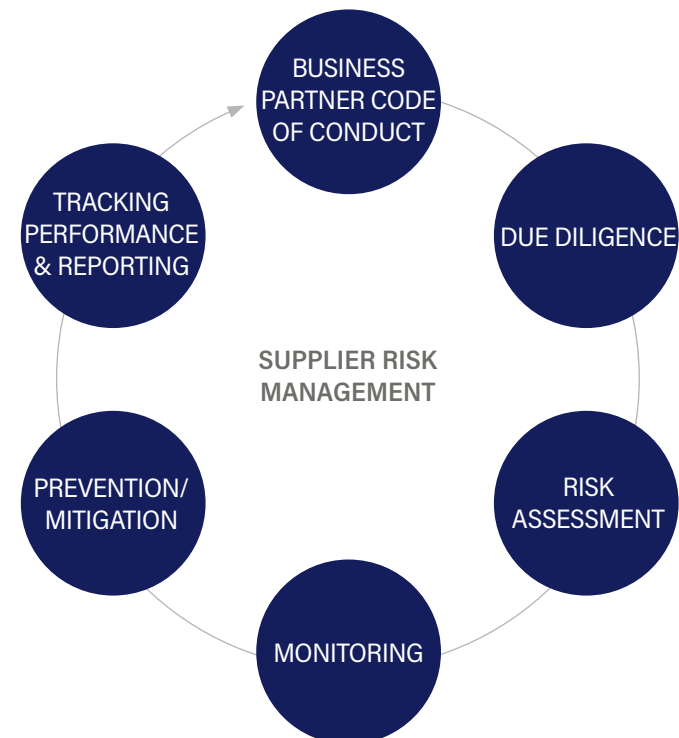 BUSINESS
PARTNER CODE
OF CONDUCT
DUE DILIGENCE
RISK
ASSESSMENT
MONITORING
PREVENTION/
MITIGATION
TRACKING
PERFORMANCE
& REPORTING
SUPPLIER RISK
MANAGEMENT